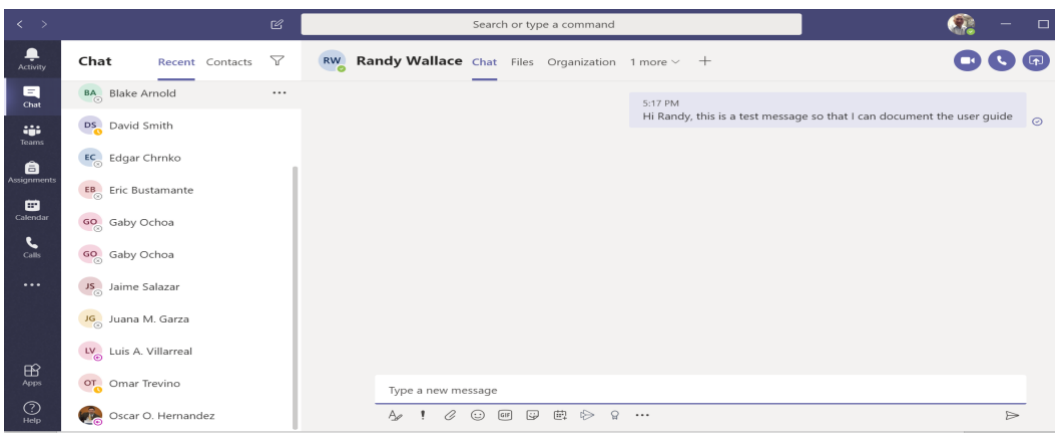 Search or type a command
Activity
Chat
Teams
Assignments
Calendar
Calls
Apps
Help
Chat Recent Contacts
BA Blake Arnold
DS David Smith
EC Edgar Chrnko
EB Eric Bustamante
GO Gaby Ochoa
GO Gaby Ochoa
JS Jaime Salazar
JG Juana M. Garza
LV Luis A. Villarreal
OT Omar Trevino
Oscar O. Hernandez
RW Randy Wallace Chat Files Organization 1 more
5:17 PM
Hi Randy, this is a test message so that I can document the user guide
Type a new message
GIF